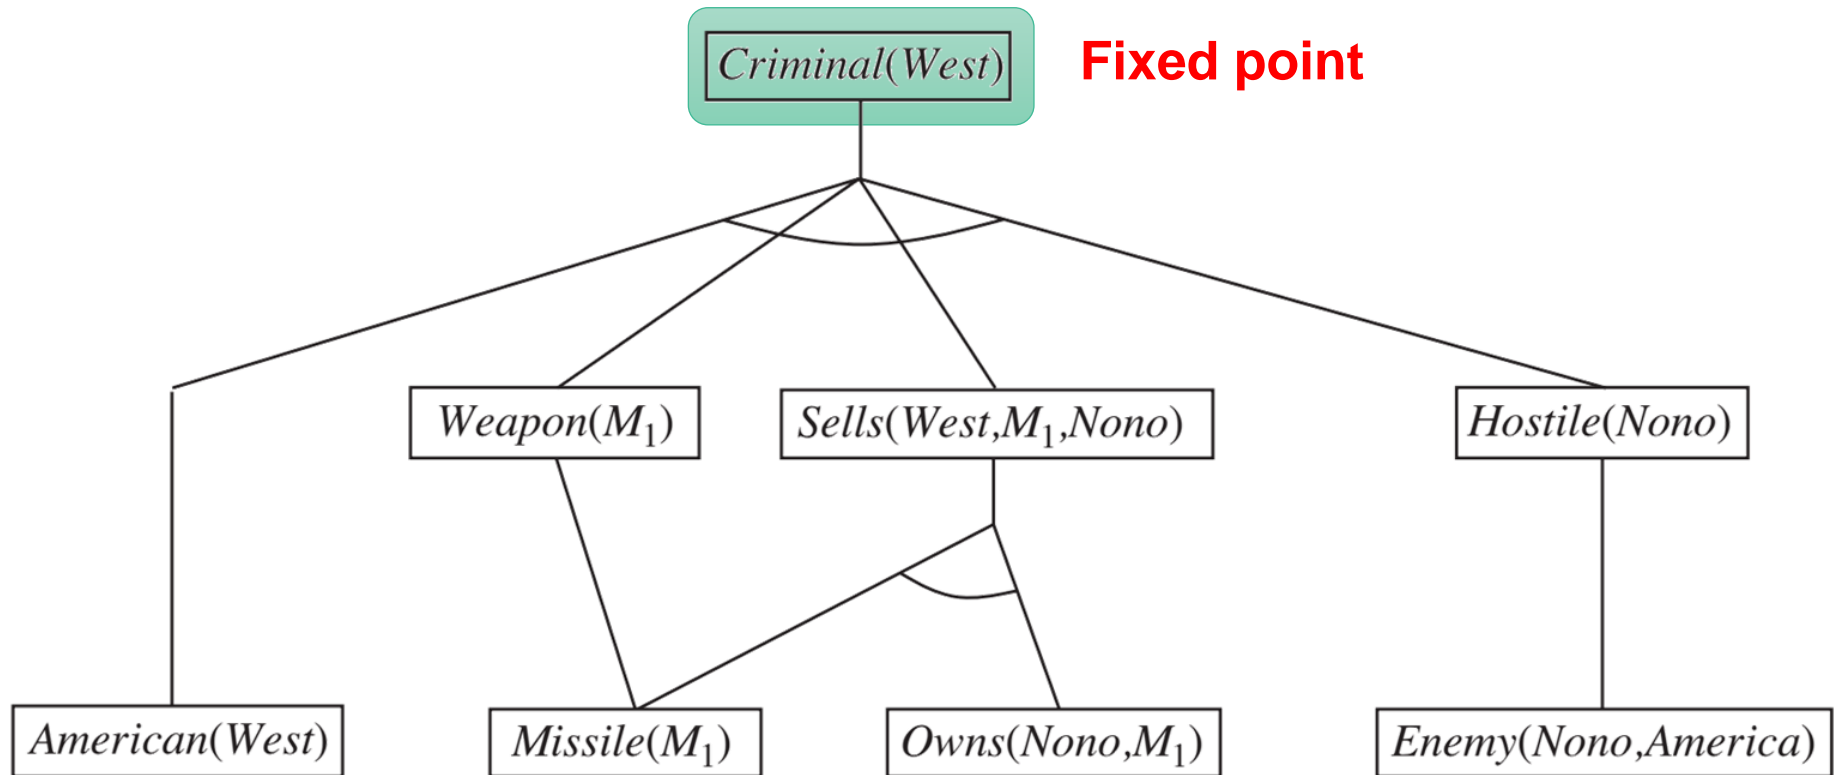 Criminal(West)
Fixed point
Weapon(M₁)
Sells(West,M₁,Nono)
Hostile(Nono)
American(West)
Missile(M₁)
Owns(Nono,M₁)
Enemy(Nono,America)